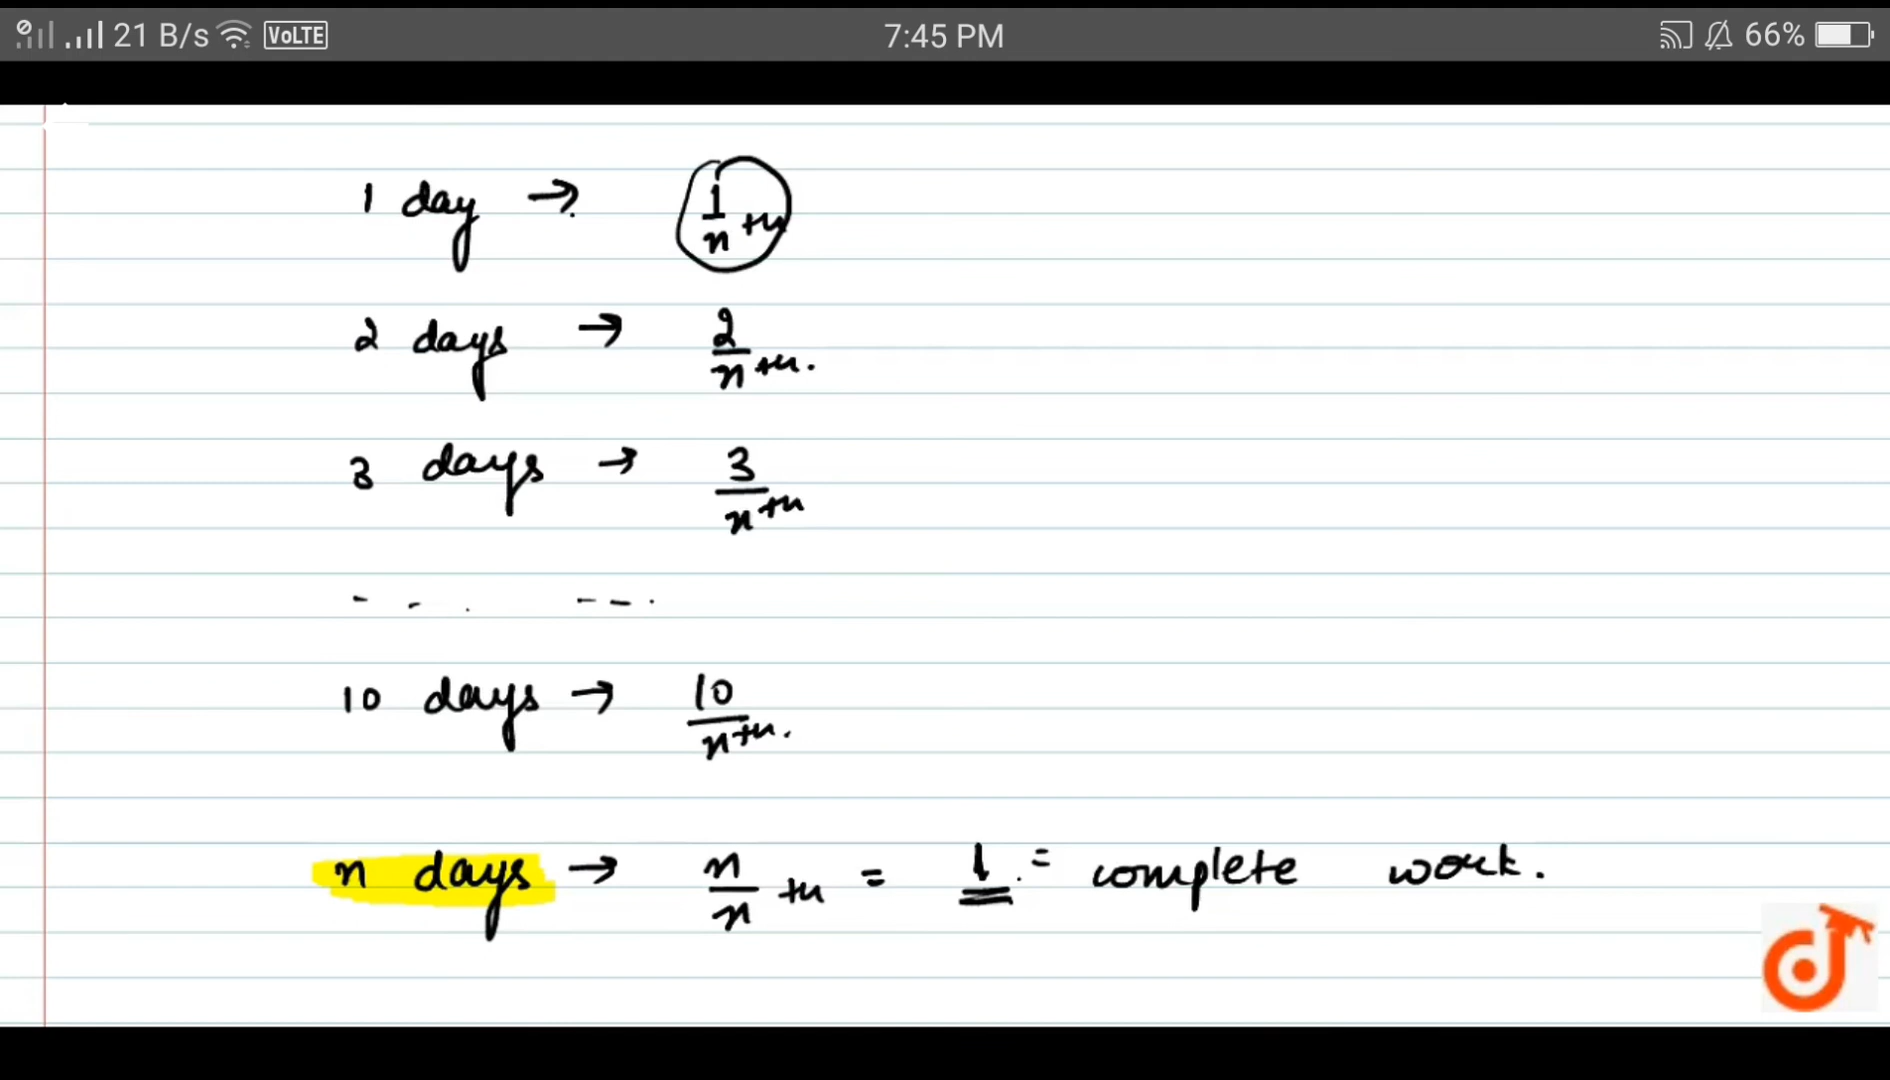 21 B/s VoLTE 7:45 PM 66%
1 day → 1/n th
2 days → 2/n th.
3 days → 3/n th
- - . - - .
10 days → 10/n th.
n days → n/n th = 1 . = complete work.